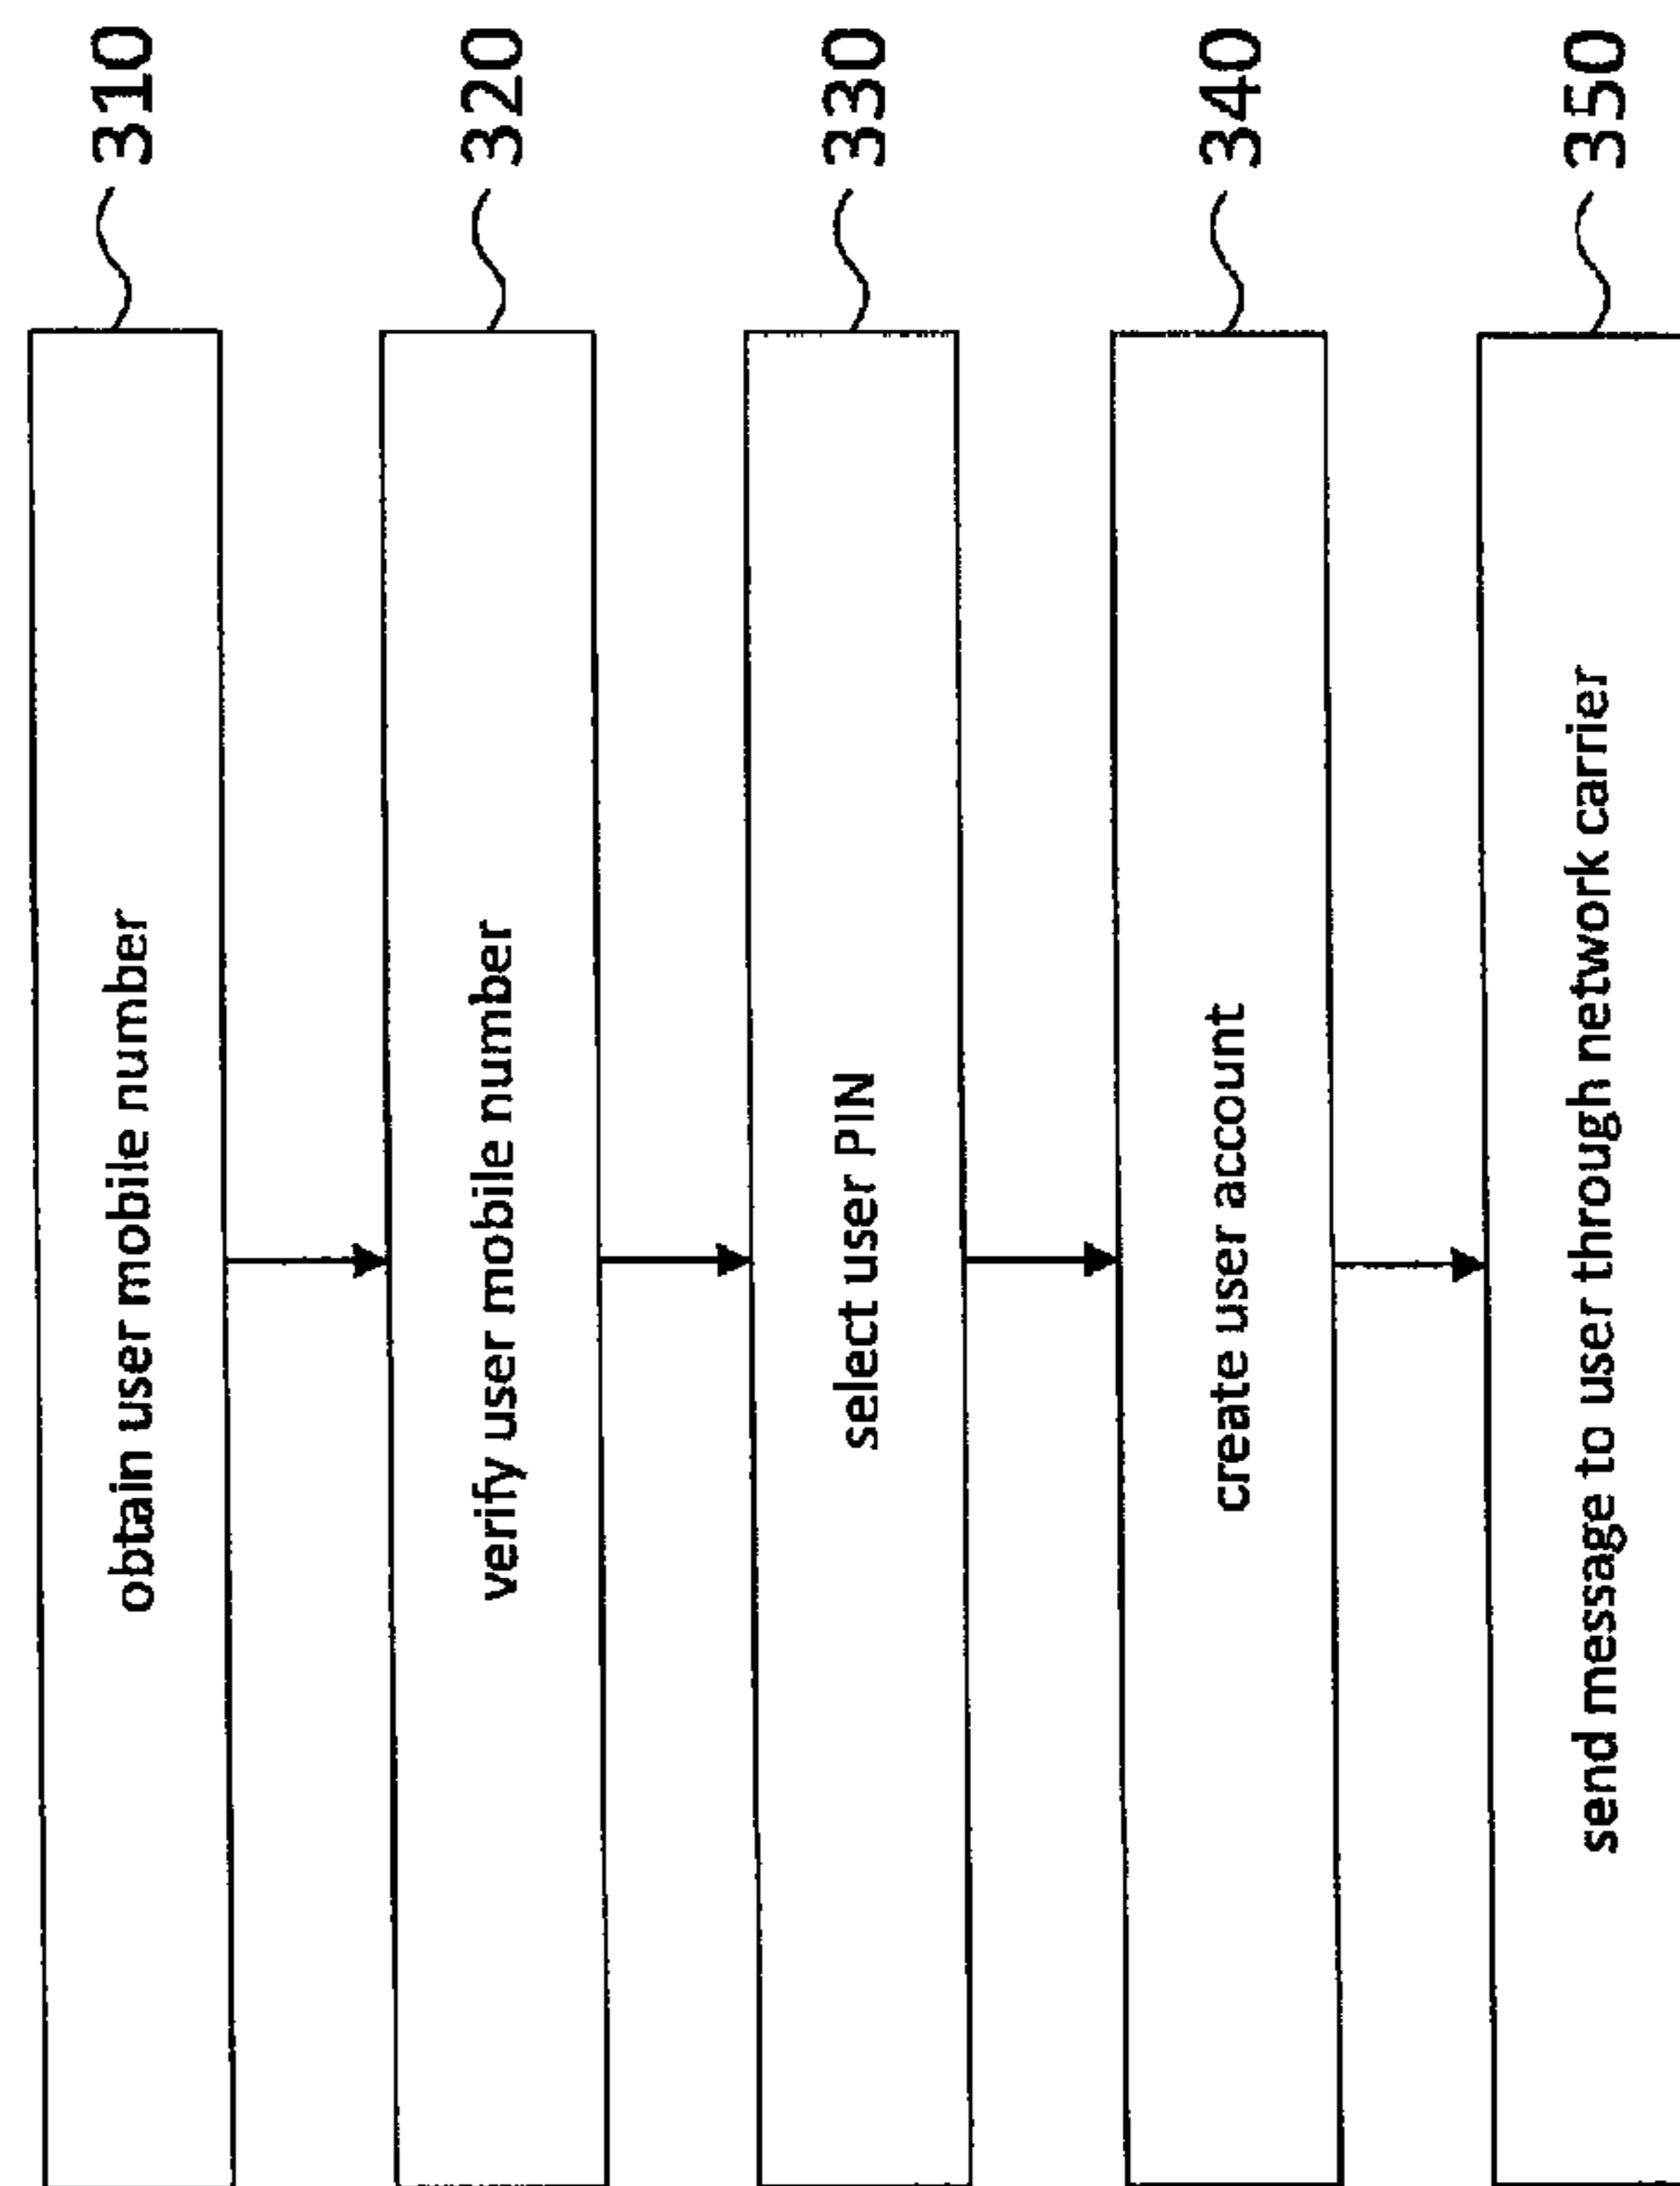 obtain user mobile number
310
verify user mobile number
320
select user PIN
330
create user account
340
send message to user through network carrier
350